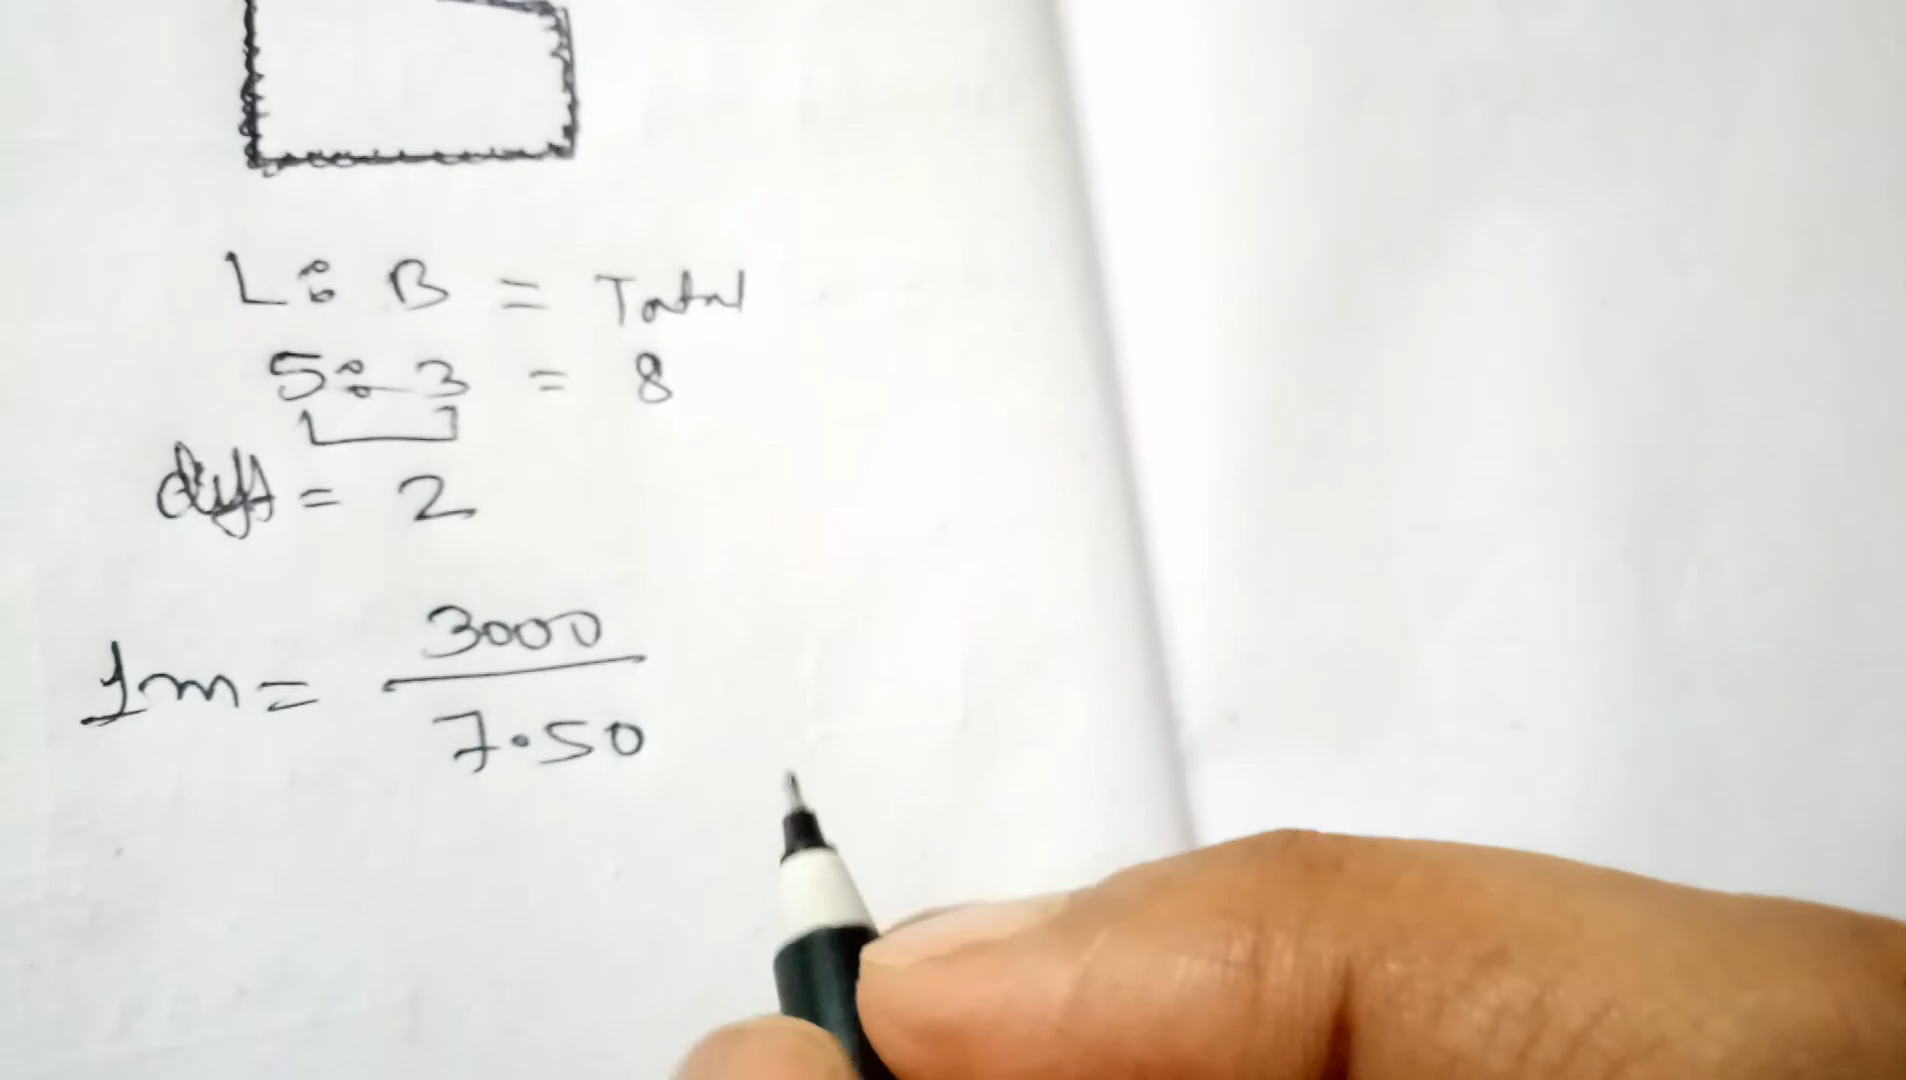 L : B = Total
5 : 3 = 8
diff = 2
1m = 3000
7.50